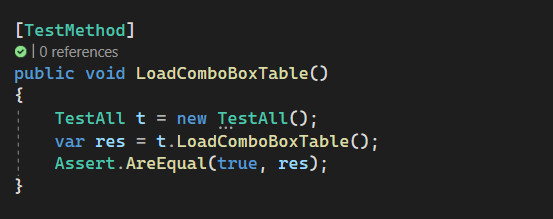 [TestMethod]
| 0 references
public void LoadComboBoxTable()
{
TestAll t = new TestAll();
var res = t.LoadComboBoxTable();
Assert.AreEqual(true, res);
}